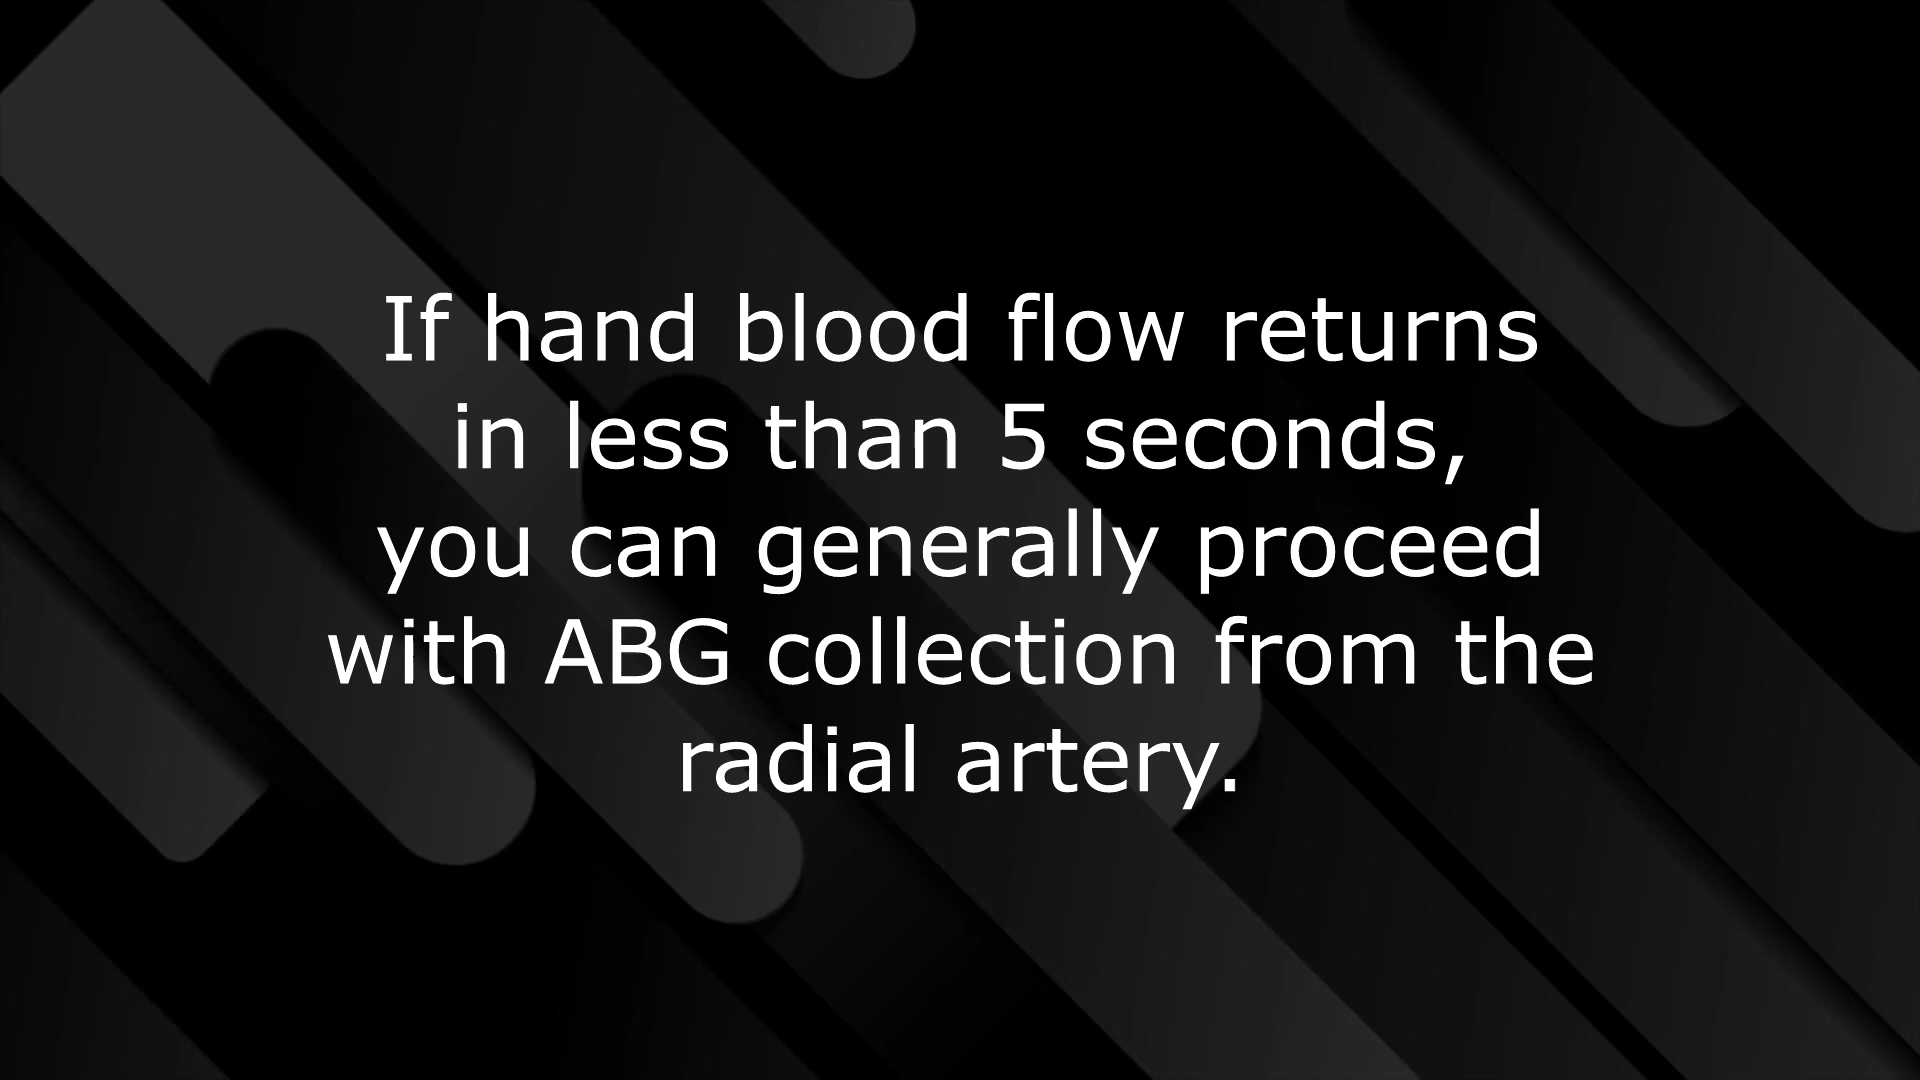 If hand blood flow returns
in less than 5 seconds,
you can generally proceed
with ABG collection from the
radial artery.